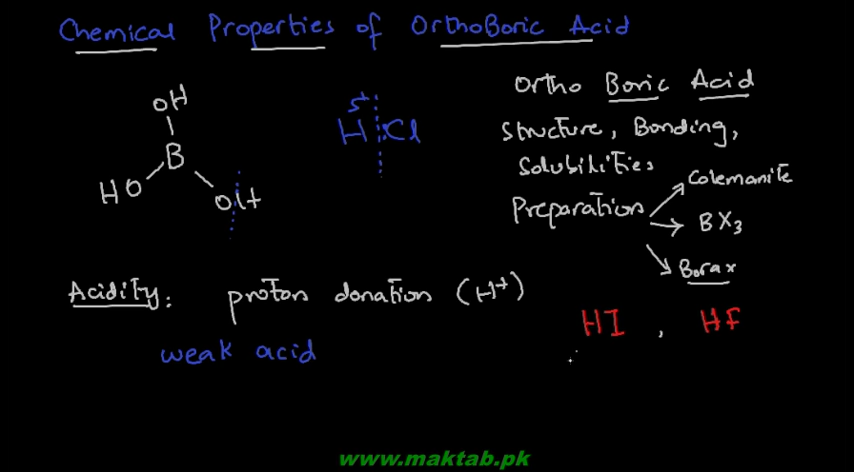 Chemical Properties of OrthoBoric Acid
OH
B
HO
OH
δ+
H : Cl
Ortho Boric Acid
Structure, Bonding,
Solubilities
Preparation
Colemanite
BX3
Borax
Acidity: proton donation (H+)
weak acid
HI , HF
www.maktab.pk